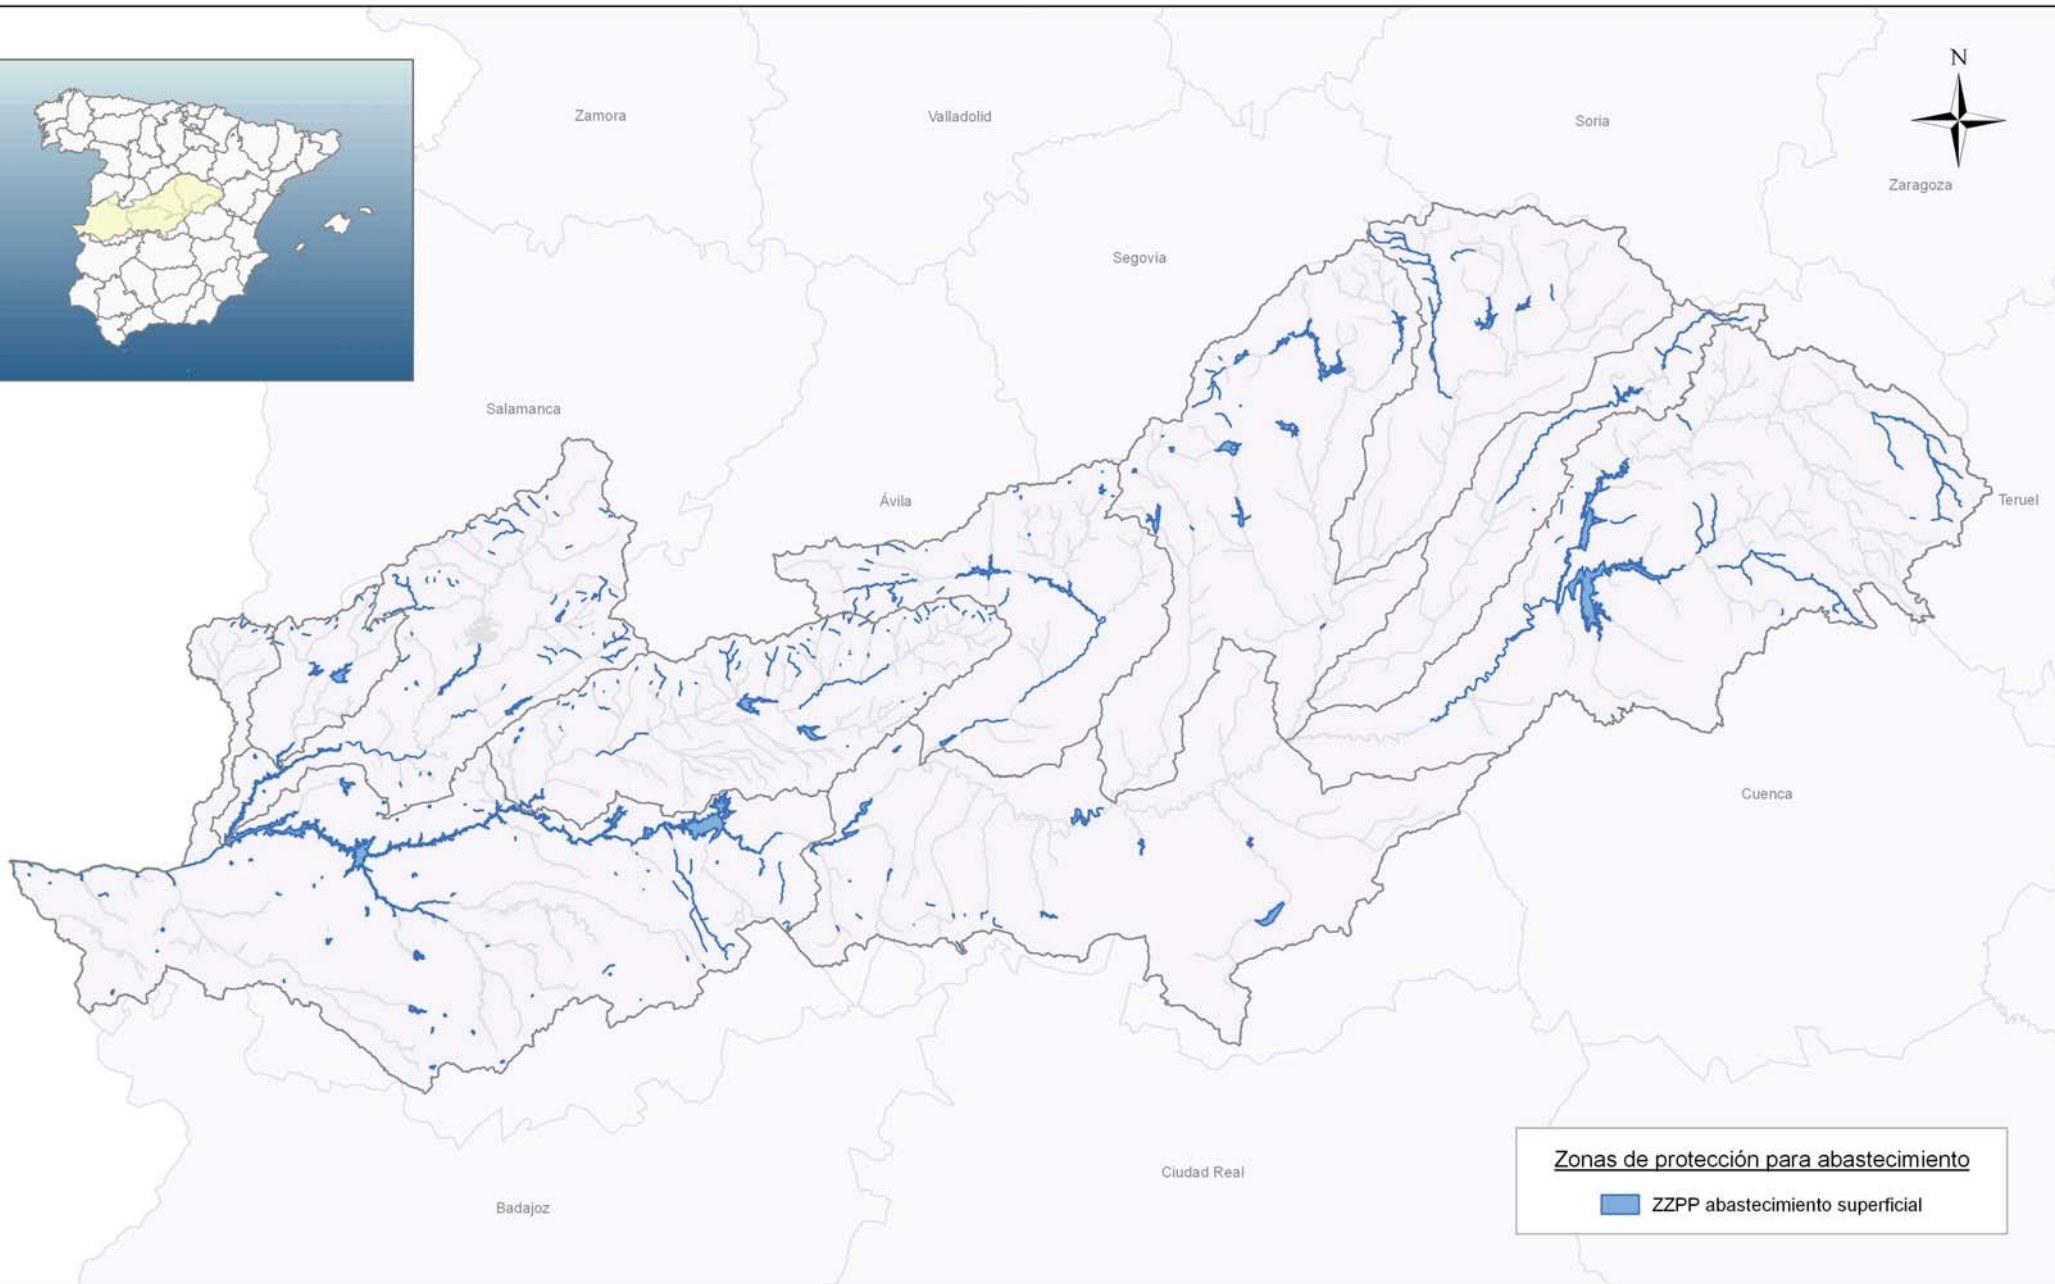 N
Zamora
Valladolid
Soria
Zaragoza
Segovia
Salamanca
Ávila
Teruel
Cuenca
Ciudad Real
Badajoz
Zonas de protección para abastecimiento
ZZPP abastecimiento superficial